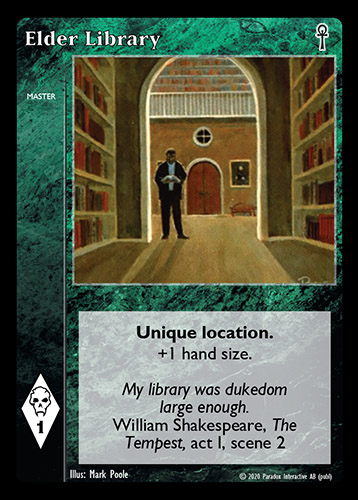 Elder Library
MASTER
Unique location.
+1 hand size.
My library was dukedom
large enough.
William Shakespeare, The
Tempest, act I, scene 2
1
Illus: Mark Poole
© 2020 Paradox Interactive AB (publ)